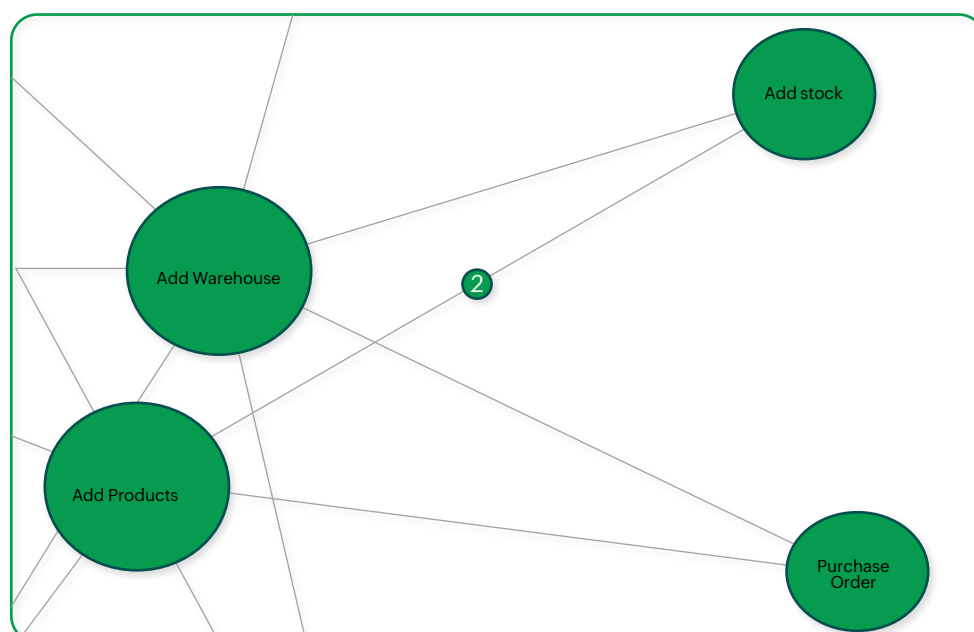 Add stock
Add Warehouse
2
Add Products
Purchase
Order